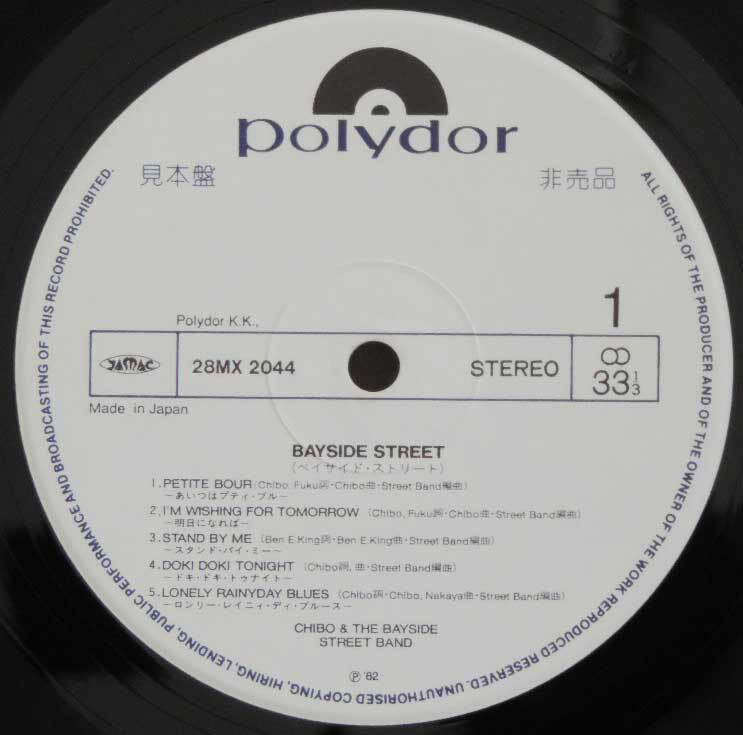 polydor
見本盤
非売品
1
Polydor K.K.,
JASRAC
28MX 2044
STEREO
33 1/3
Made in Japan
BAYSIDE STREET
(ベイサイド・ストリート)
1. PETITE BOUR (Chibo, Fuku詞・Chibo曲・Street Band編曲)
〜あいつはプティ・ブル〜
2. I'M WISHING FOR TOMORROW (Chibo, Fuku詞・Chibo曲・Street Band編曲)
〜明日になれば〜
3. STAND BY ME (Ben E.King詞・Ben E.King曲・Street Band編曲)
〜スタンド・バイ・ミー〜
4. DOKI DOKI TONIGHT (Chibo詞, 曲・Street Band編曲)
〜ドキ・ドキ・トゥナイト〜
5. LONELY RAINYDAY BLUES (Chibo詞・Chibo, Nakaya曲・Street Band編曲)
〜ロンリー・レイニィ・ディ・ブルース〜
CHIBO & THE BAYSIDE
STREET BAND
Ⓟ '82
ALL RIGHTS OF THE PRODUCER AND OF THE OWNER OF THE WORK REPRODUCED RESERVED. UNAUTHORISED COPYING, HIRING, LENDING, PUBLIC PERFORMANCE AND BROADCASTING OF THIS RECORD PROHIBITED.